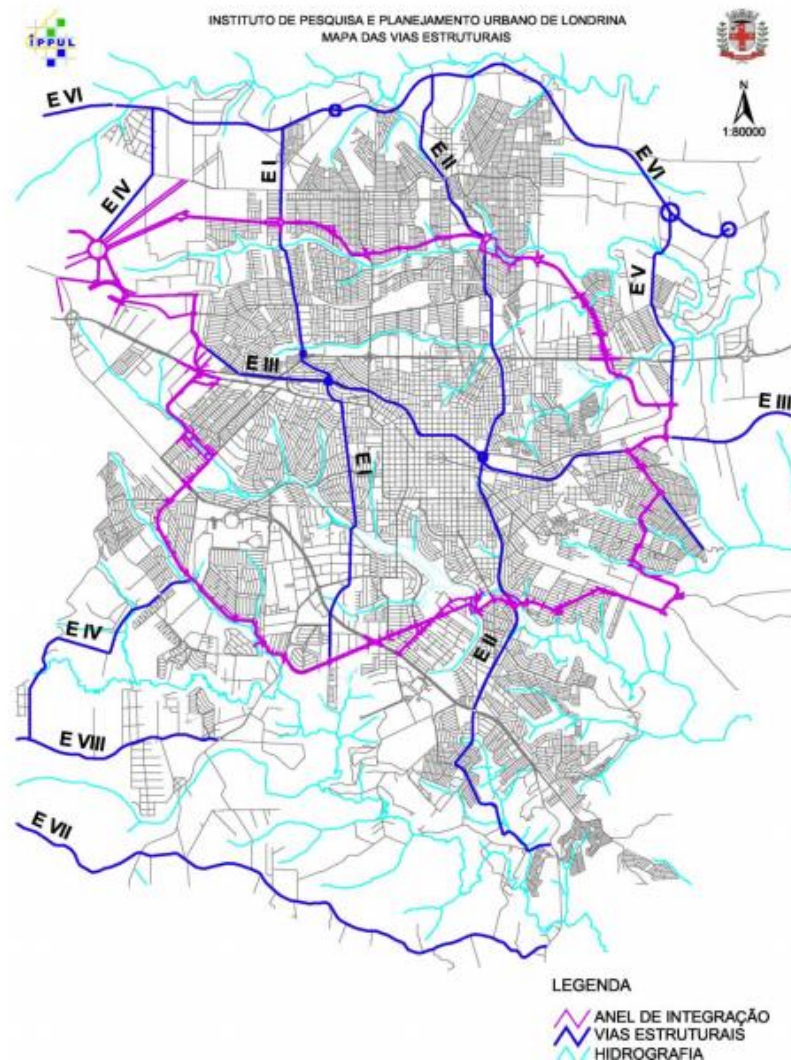 iPPUL
INSTITUTO DE PESQUISA E PLANEJAMENTO URBANO DE LONDRINA
MAPA DAS VIAS ESTRUTURAIS
N
1:80000
E VI
E IV
E I
E II
E VI
E V
E III
E III
E I
E IV
E II
E VIII
E VII
LEGENDA
ANEL DE INTEGRAÇÃO
VIAS ESTRUTURAIS
HIDROGRAFIA